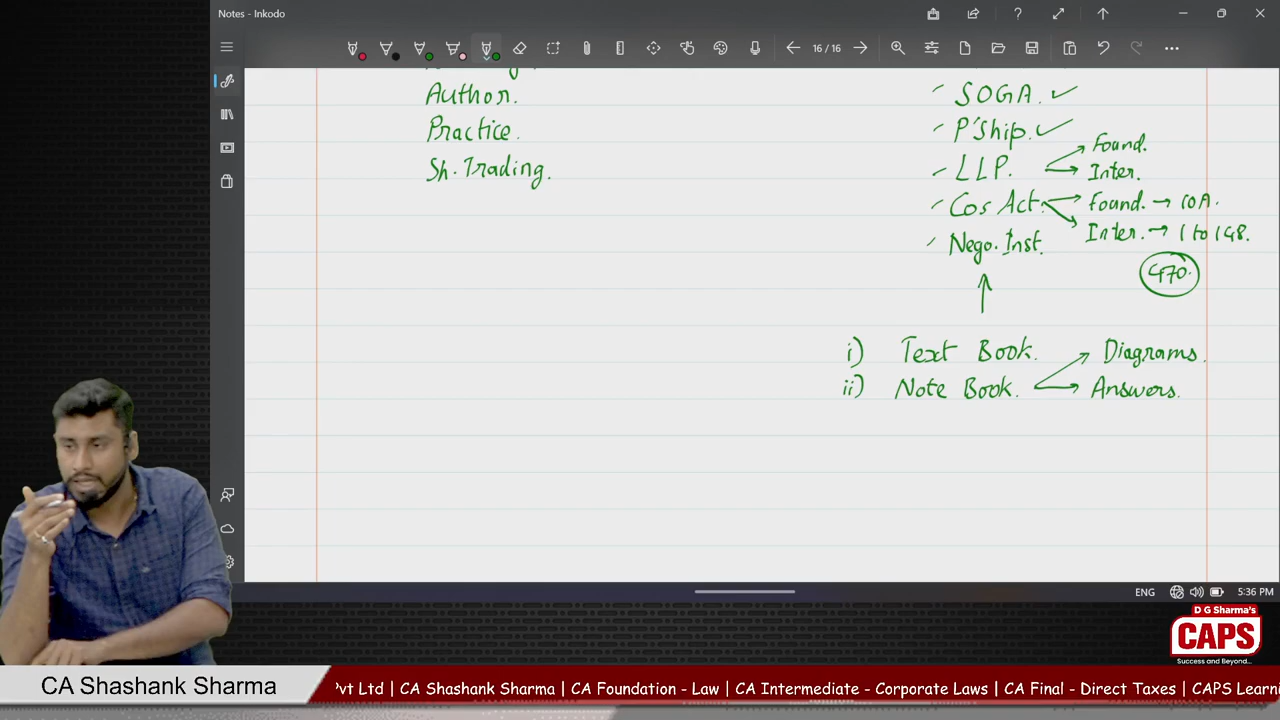 Notes - Inkodo
16/16
Author.
Practice.
Sh. Trading.
SOGA.
P'Ship.
LLP.
Found.
Inter.
Cos Act.
Found. → COA.
Inter. → 1 to 148.
Nego. Inst.
470.
i) Text Book.
ii) Note Book.
Diagrams.
Answers.
ENG
5:36 PM
D G Sharma's
CAPS
Success and Beyond...
CA Shashank Sharma
Pvt Ltd | CA Shashank Sharma | CA Foundation - Law | CA Intermediate - Corporate Laws | CA Final - Direct Taxes | CAPS Learni